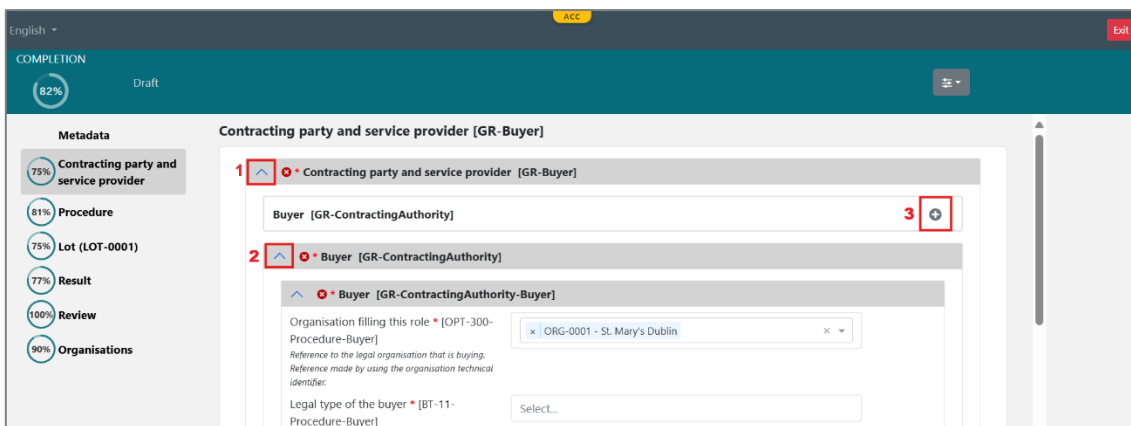 ACC
English
Exit
COMPLETION
82%
Draft
Metadata
75% Contracting party and
service provider
81% Procedure
75% Lot (LOT-0001)
77% Result
100% Review
90% Organisations
Contracting party and service provider [GR-Buyer]
1 * Contracting party and service provider [GR-Buyer]
Buyer [GR-ContractingAuthority] 3
2 * Buyer [GR-ContractingAuthority]
* Buyer [GR-ContractingAuthority-Buyer]
Organisation filling this role * [OPT-300-
Procedure-Buyer]
× ORG-0001 - St. Mary's Dublin ×
Reference to the legal organisation that is buying.
Reference made by using the organisation technical
identifier.
Legal type of the buyer * [BT-11-
Procedure-Buyer]
Select...